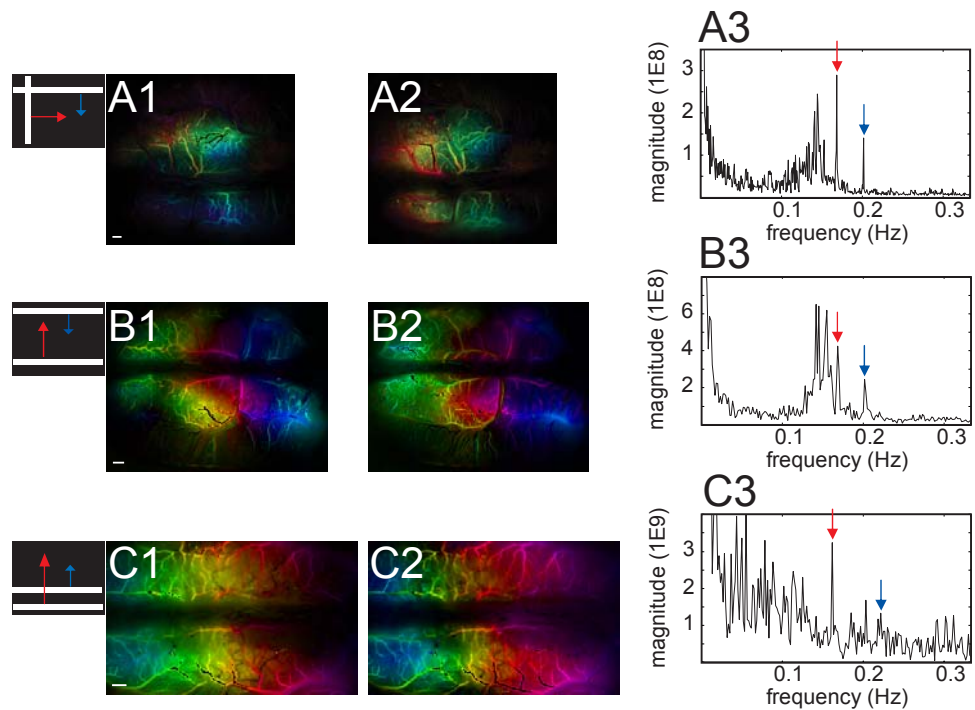 A1
A2
A3
magnitude (1E8)
3
2
1
0.1
0.2
0.3
frequency (Hz)
B1
B2
B3
magnitude (1E8)
6
4
2
0.1
0.2
0.3
frequency (Hz)
C1
C2
C3
magnitude (1E9)
3
2
1
0.1
0.2
0.3
frequency (Hz)